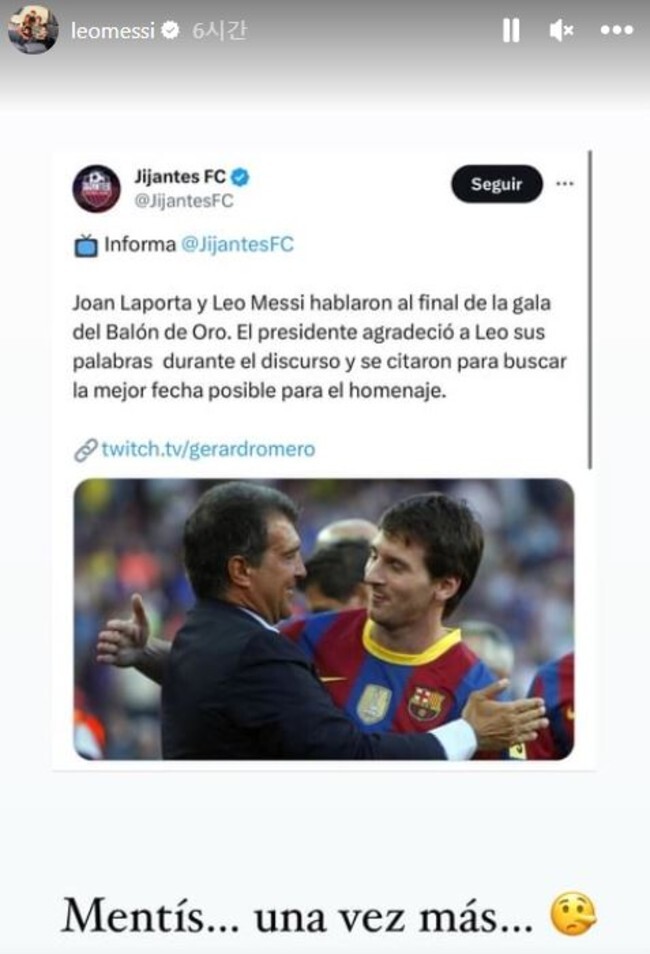 leomessi 6시간
Jijantes FC
@JijantesFC
Seguir
Informa @JijantesFC
Joan Laporta y Leo Messi hablaron al final de la gala
del Balón de Oro. El presidente agradeció a Leo sus
palabras durante el discurso y se citaron para buscar
la mejor fecha posible para el homenaje.
twitch.tv/gerardromero
Mentís... una vez más...